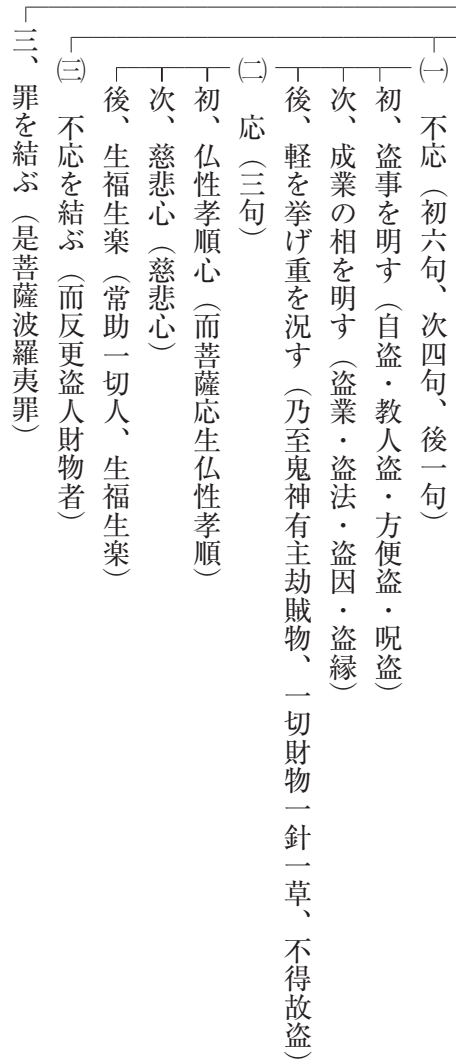 ㈠ 不応（初六句、次四句、後一句）
初、盗事を明す（自盗・教人盗・方便盗・呪盗）
次、成業の相を明す（盗業・盗法・盗因・盗縁）
後、軽を挙げ重を況す（乃至鬼神有主劫賊物、一切財物一針一草、不得故盗）
㈡ 応（三句）
初、仏性孝順心（而菩薩応生仏性孝順）
次、慈悲心（慈悲心）
後、生福生楽（常助一切人、生福生楽）
㈢ 不応を結ぶ（而反更盗人財物者）
三、罪を結ぶ（是菩薩波羅夷罪）